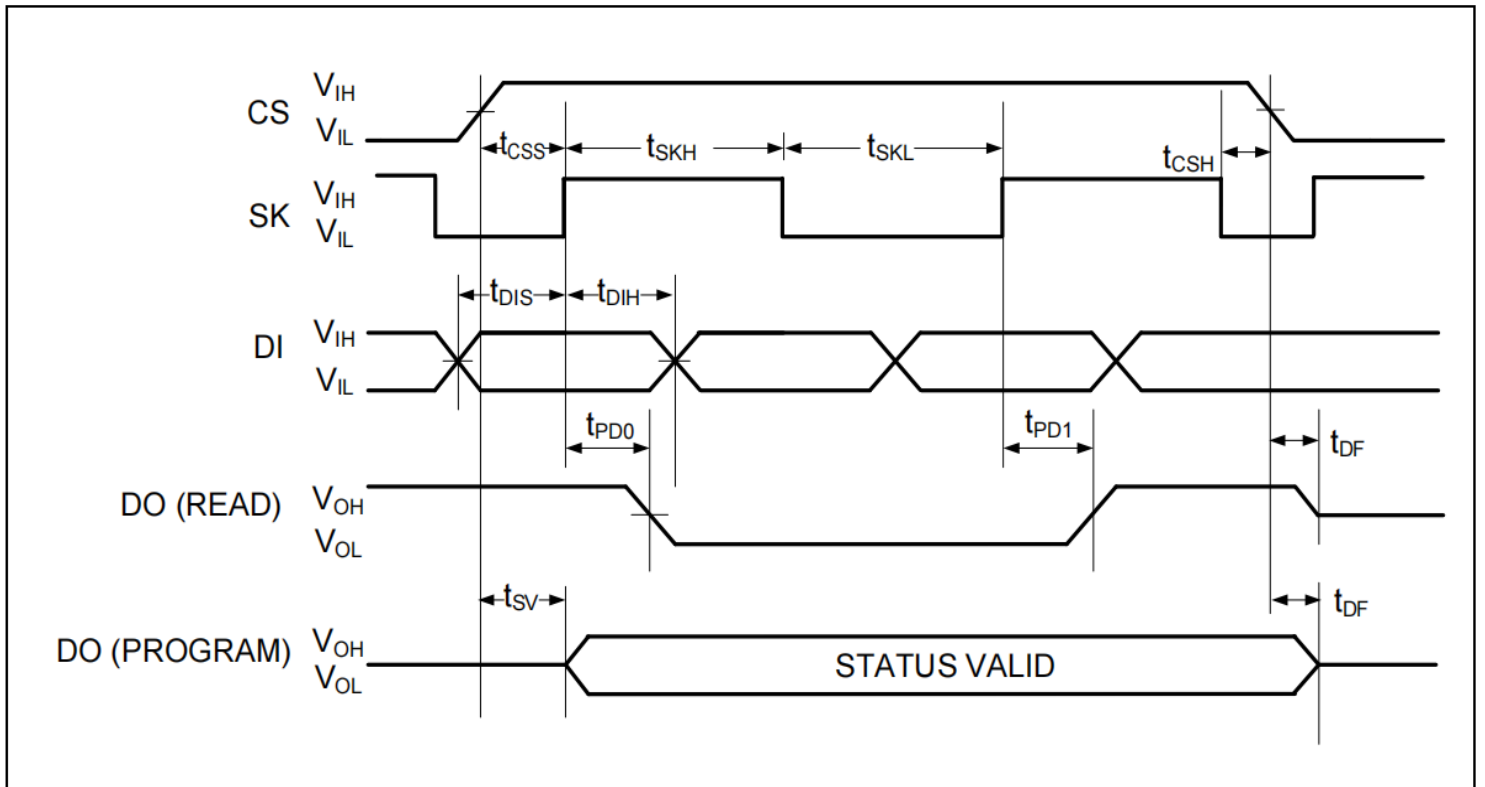 CS V_IH
V_IL
t_CSS t_SKH t_SKL t_CSH
SK V_IH
V_IL
t_DIS t_DIH
DI V_IH
V_IL
t_PD0 t_PD1 t_DF
DO (READ) V_OH
V_OL
t_SV t_DF
DO (PROGRAM) V_OH
V_OL
STATUS VALID